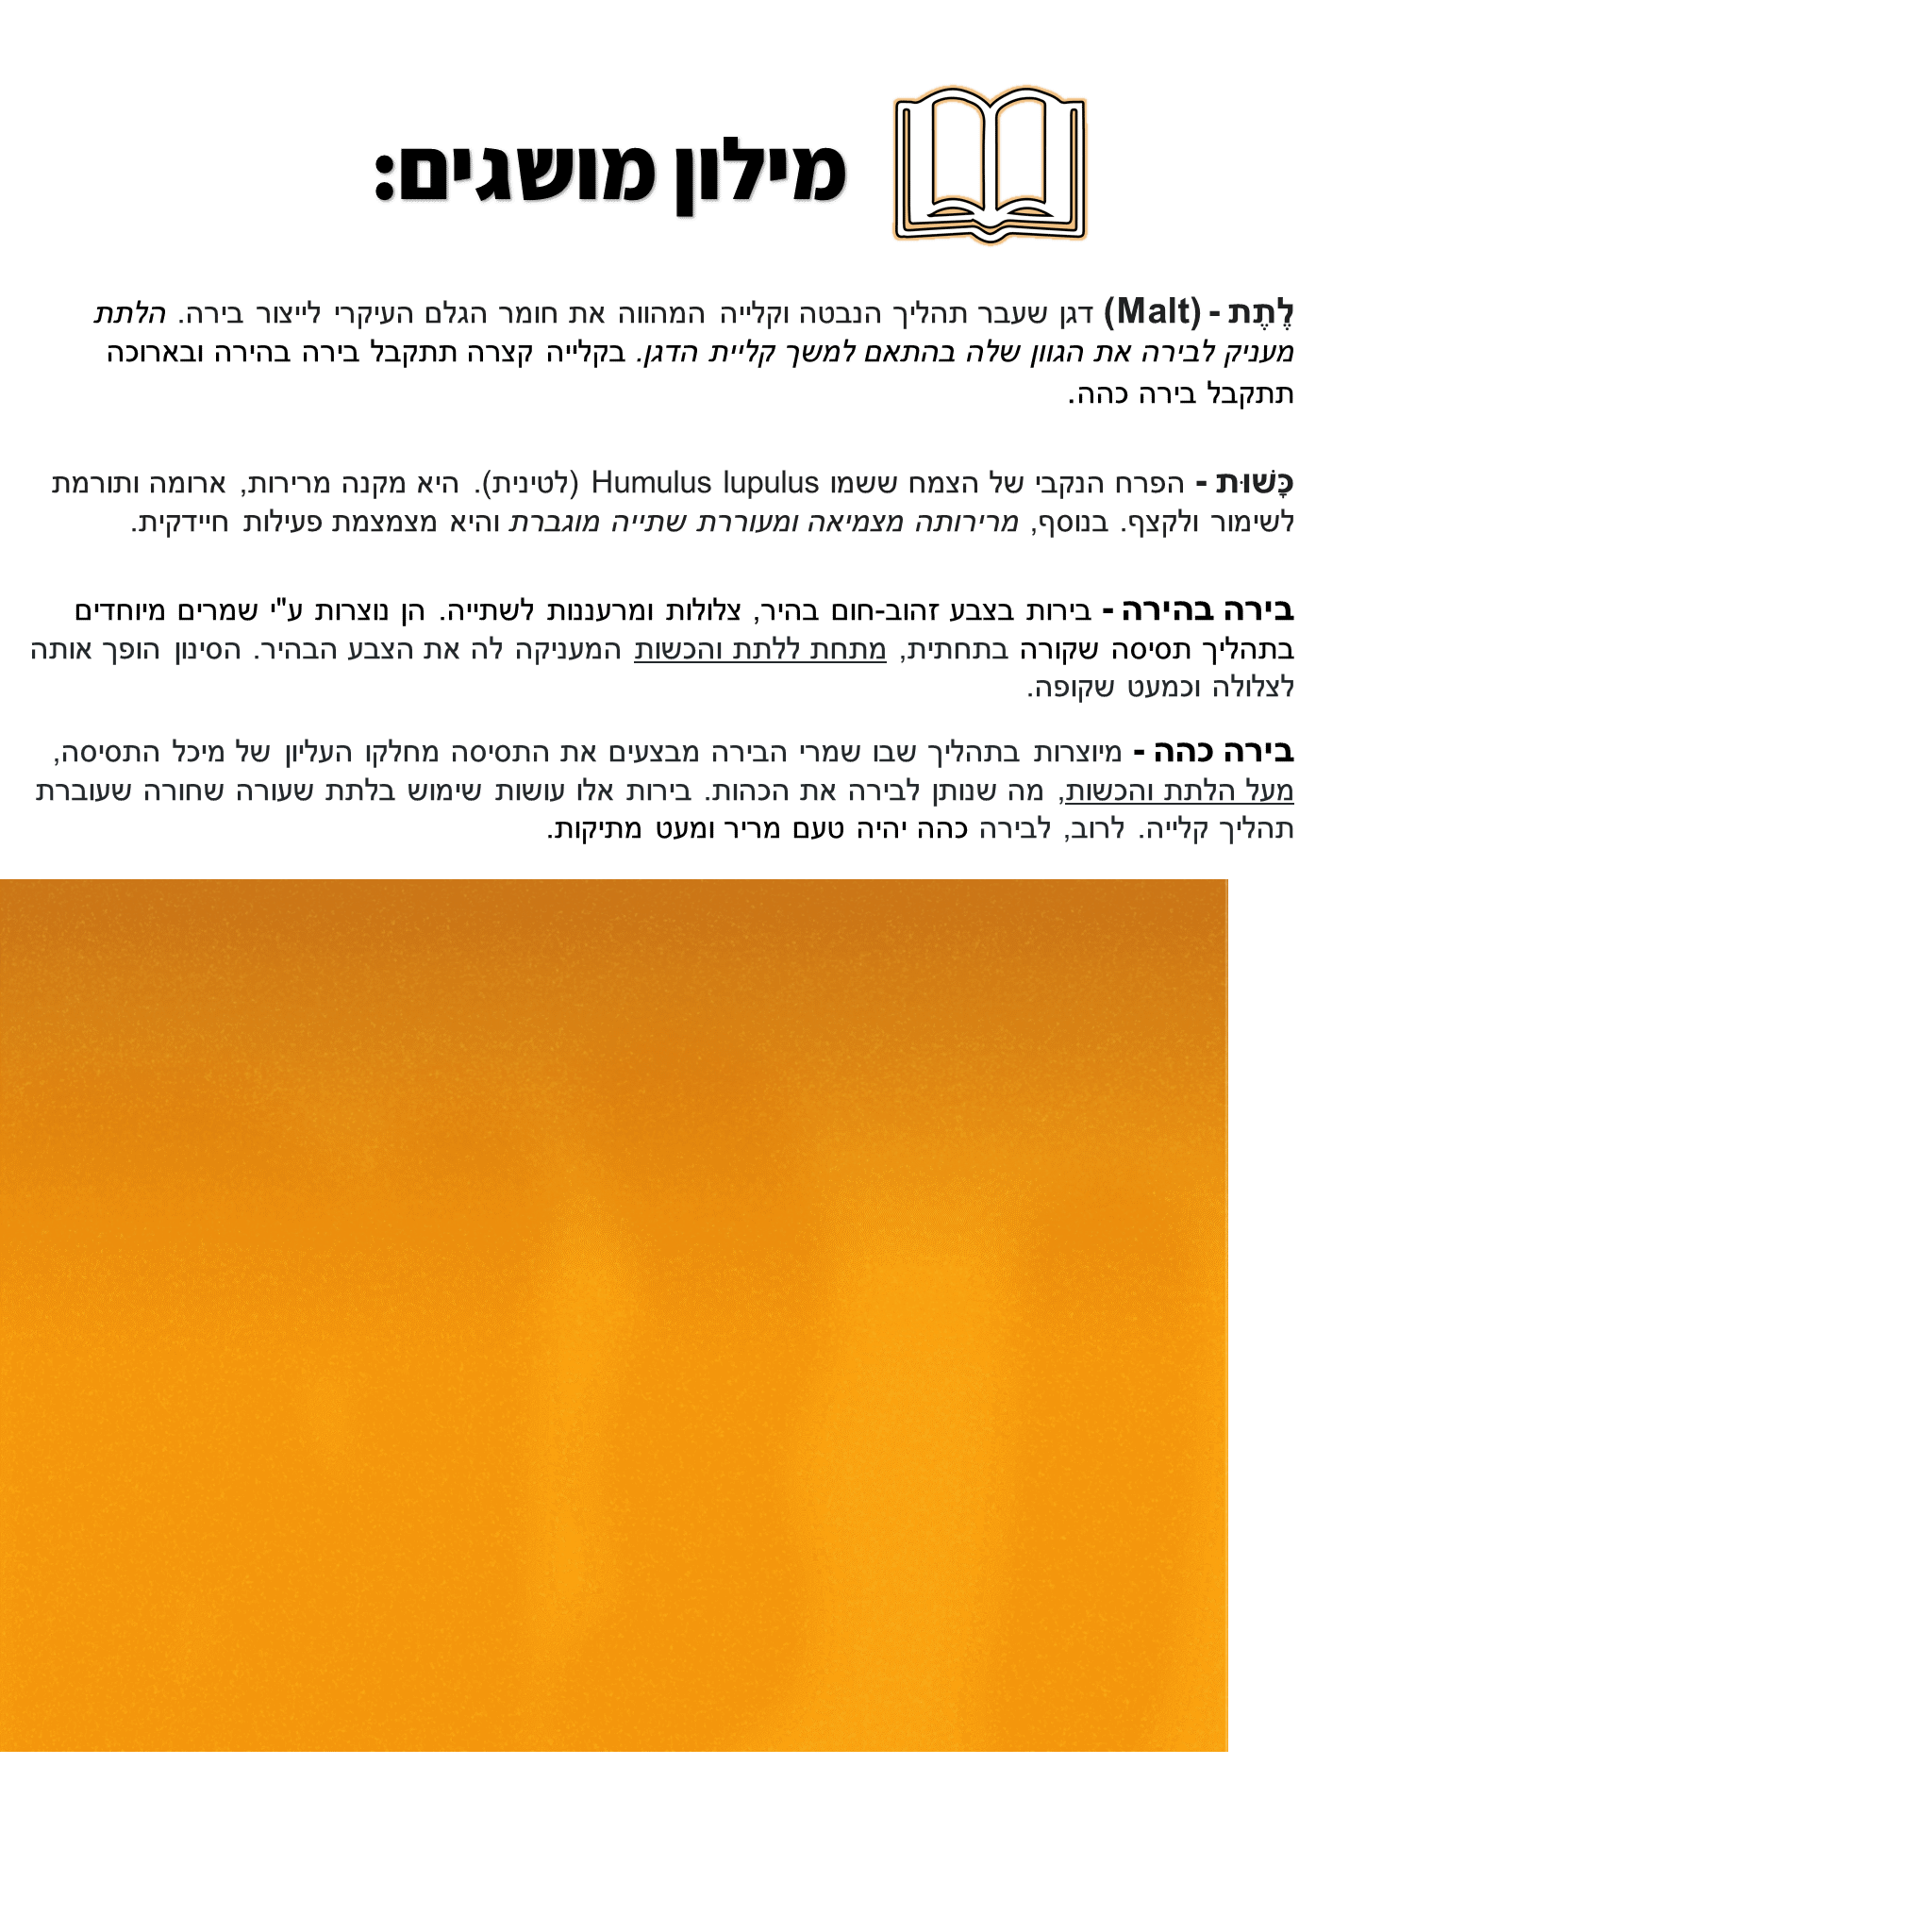 מילון מושגים:
לֶתֶת - (Malt) דגן שעבר תהליך הנבטה וקלייה המהווה את חומר הגלם העיקרי לייצור בירה. הלתת
מעניק לבירה את הגוון שלה בהתאם למשך קליית הדגן. בקלייה קצרה תתקבל בירה בהירה ובארוכה
תתקבל בירה כהה.
כָּשׁוּת - הפרח הנקבי של הצמח ששמו Humulus lupulus (לטינית). היא מקנה מרירות, ארומה ותורמת
לשימור ולקצף. בנוסף, מרירותה מצמיאה ומעוררת שתייה מוגברת והיא מצמצמת פעילות חיידקית.
בירה בהירה - בירות בצבע זהוב-חום בהיר, צלולות ומרעננות לשתייה. הן נוצרות ע"י שמרים מיוחדים
בתהליך תסיסה שקורה בתחתית, מתחת ללתת והכשות המעניקה לה את הצבע הבהיר. הסינון הופך אותה
לצלולה וכמעט שקופה.
בירה כהה - מיוצרות בתהליך שבו שמרי הבירה מבצעים את התסיסה מחלקו העליון של מיכל התסיסה,
מעל הלתת והכשות, מה שנותן לבירה את הכהות. בירות אלו עושות שימוש בלתת שעורה שחורה שעוברת
תהליך קלייה. לרוב, לבירה כהה יהיה טעם מריר ומעט מתיקות.